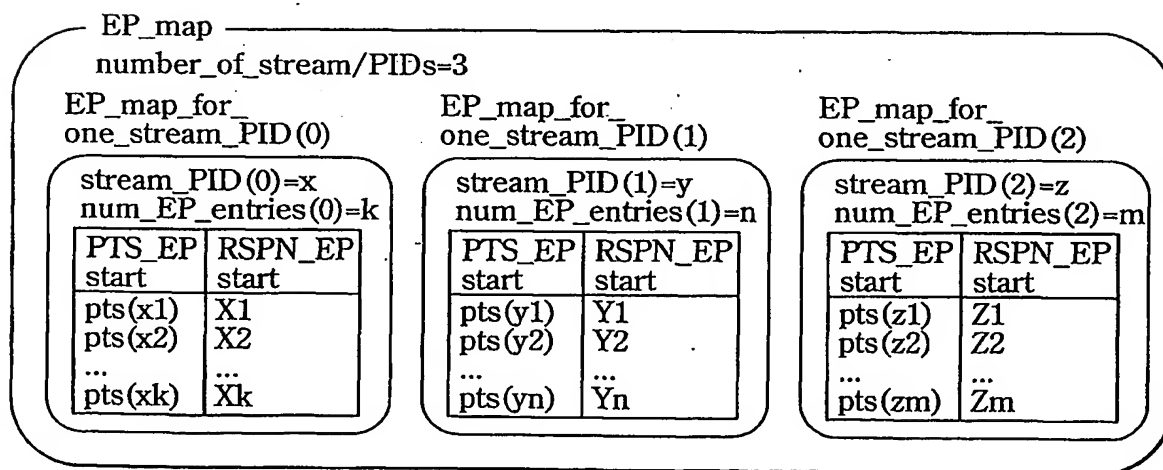 EP_map
number_of_stream/PIDs=3
EP_map_for_
one_stream_PID(0)
stream_PID(0)=x
num_EP_entries(0)=k
PTS_EP RSPN_EP
start start
pts(x1) X1
pts(x2) X2
... ...
pts(xk) Xk
EP_map_for_
one_stream_PID(1)
stream_PID(1)=y
num_EP_entries(1)=n
PTS_EP RSPN_EP
start start
pts(y1) Y1
pts(y2) Y2
... ...
pts(yn) Yn
EP_map_for_
one_stream_PID(2)
stream_PID(2)=z
num_EP_entries(2)=m
PTS_EP RSPN_EP
start start
pts(z1) Z1
pts(z2) Z2
... ...
pts(zm) Zm